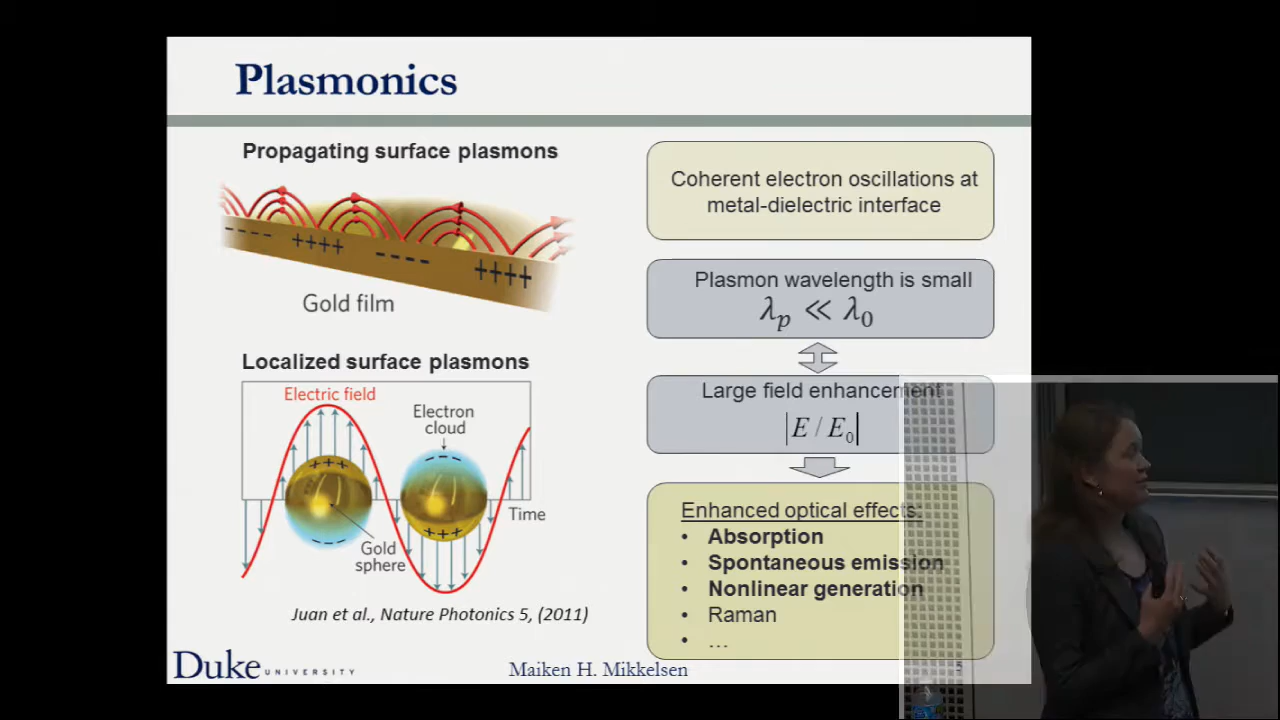 Plasmonics
Propagating surface plasmons
- - - -
++++
- - - -
++++
Gold film
Localized surface plasmons
Electric field
Electron
cloud
+++
- - -
- - -
+++
Time
Gold
sphere
Juan et al., Nature Photonics 5, (2011)
Coherent electron oscillations at
metal-dielectric interface
Plasmon wavelength is small
λp ≪ λ0
Large field enhancement
|E / E0|
Enhanced optical effects:
• Absorption
• Spontaneous emission
• Nonlinear generation
• Raman
• ...
Duke UNIVERSITY
Maiken H. Mikkelsen